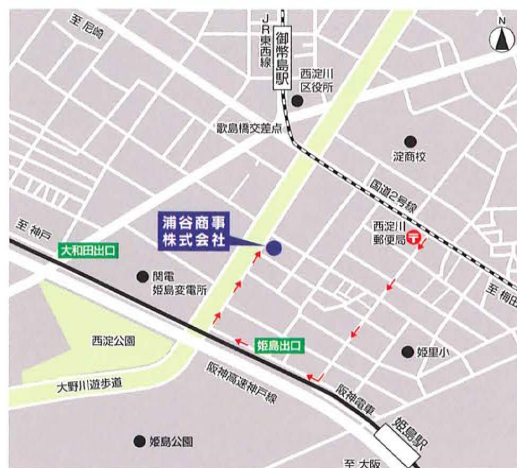 至 尼崎
JR東西線
御幣島駅
N
西淀川
区役所
歌島橋交差点
淀商校
国道2号線
浦谷商事
株式会社
西淀川
郵便局
至 神戸
大和田出口
関電
姫島変電所
至 梅田
姫島出口
西淀公園
姫里小
大野川遊歩道
阪神高速神戸線
阪神電車
姫島駅
姫島公園
至 大阪